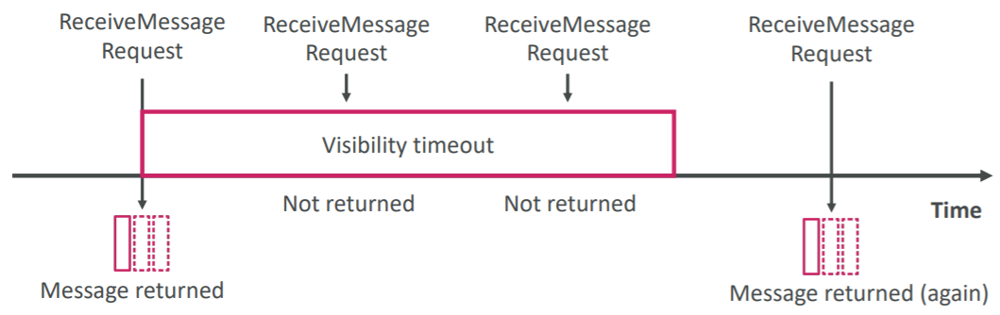 ReceiveMessage
Request
ReceiveMessage
Request
ReceiveMessage
Request
ReceiveMessage
Request
Visibility timeout
Not returned
Not returned
Time
Message returned
Message returned (again)